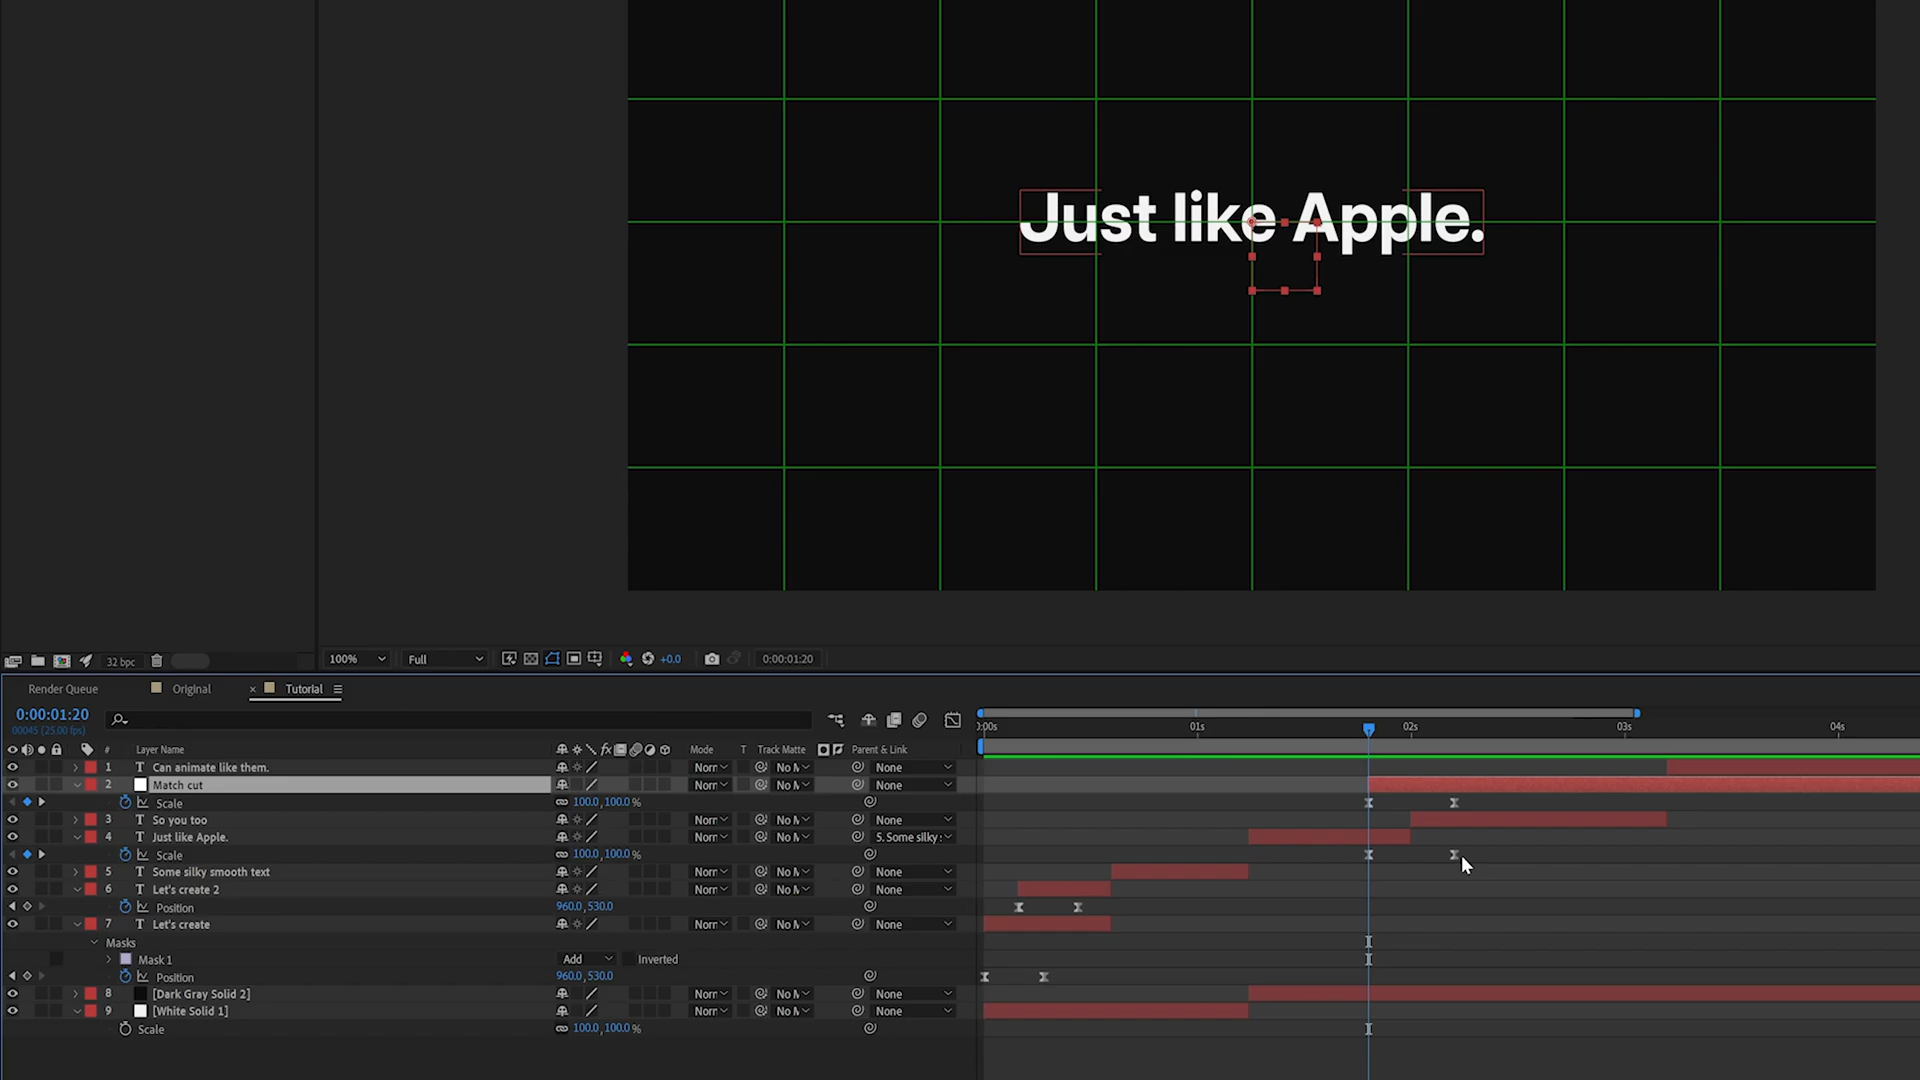 Just like Apple.
32 bpc
100%
Full
+0.0
0:00:01:20
Render Queue
Original
× Tutorial
0:00:01:20
00045 (25.00 fps)
:00s 01s 02s 03s 04s
# Layer Name Mode T Track Matte Parent & Link
1 T Can animate like them. Norr No M None
2 Match cut Norr No M None
Scale 100.0,100.0 %
3 T So you too Norr No M None
4 T Just like Apple. Norr No M 5. Some silky s
Scale 100.0,100.0 %
5 T Some silky smooth text Norr No M None
6 T Let's create 2 Norr No M None
Position 960.0,530.0
7 T Let's create Norr No M None
Masks
Mask 1 Add Inverted
Position 960.0,530.0
8 [Dark Gray Solid 2] Norr No M None
9 [White Solid 1] Norr No M None
Scale 100.0,100.0 %